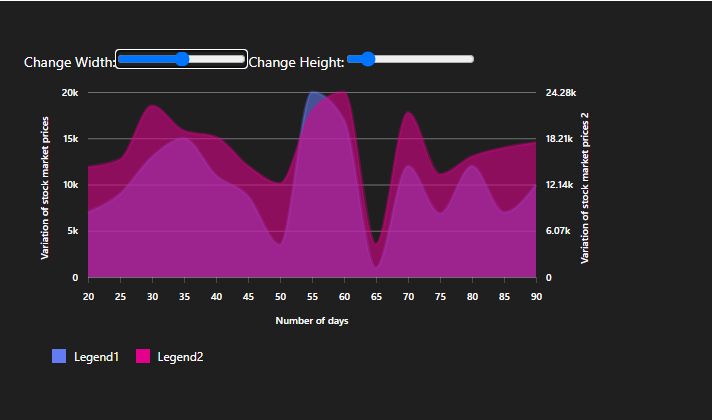 Change Width: Change Height:
20k 24.28k
15k 18.21k
10k 12.14k
5k 6.07k
0 0
Variation of stock market prices
Variation of stock market prices 2
20 25 30 35 40 45 50 55 60 65 70 75 80 85 90
Number of days
Legend1 Legend2